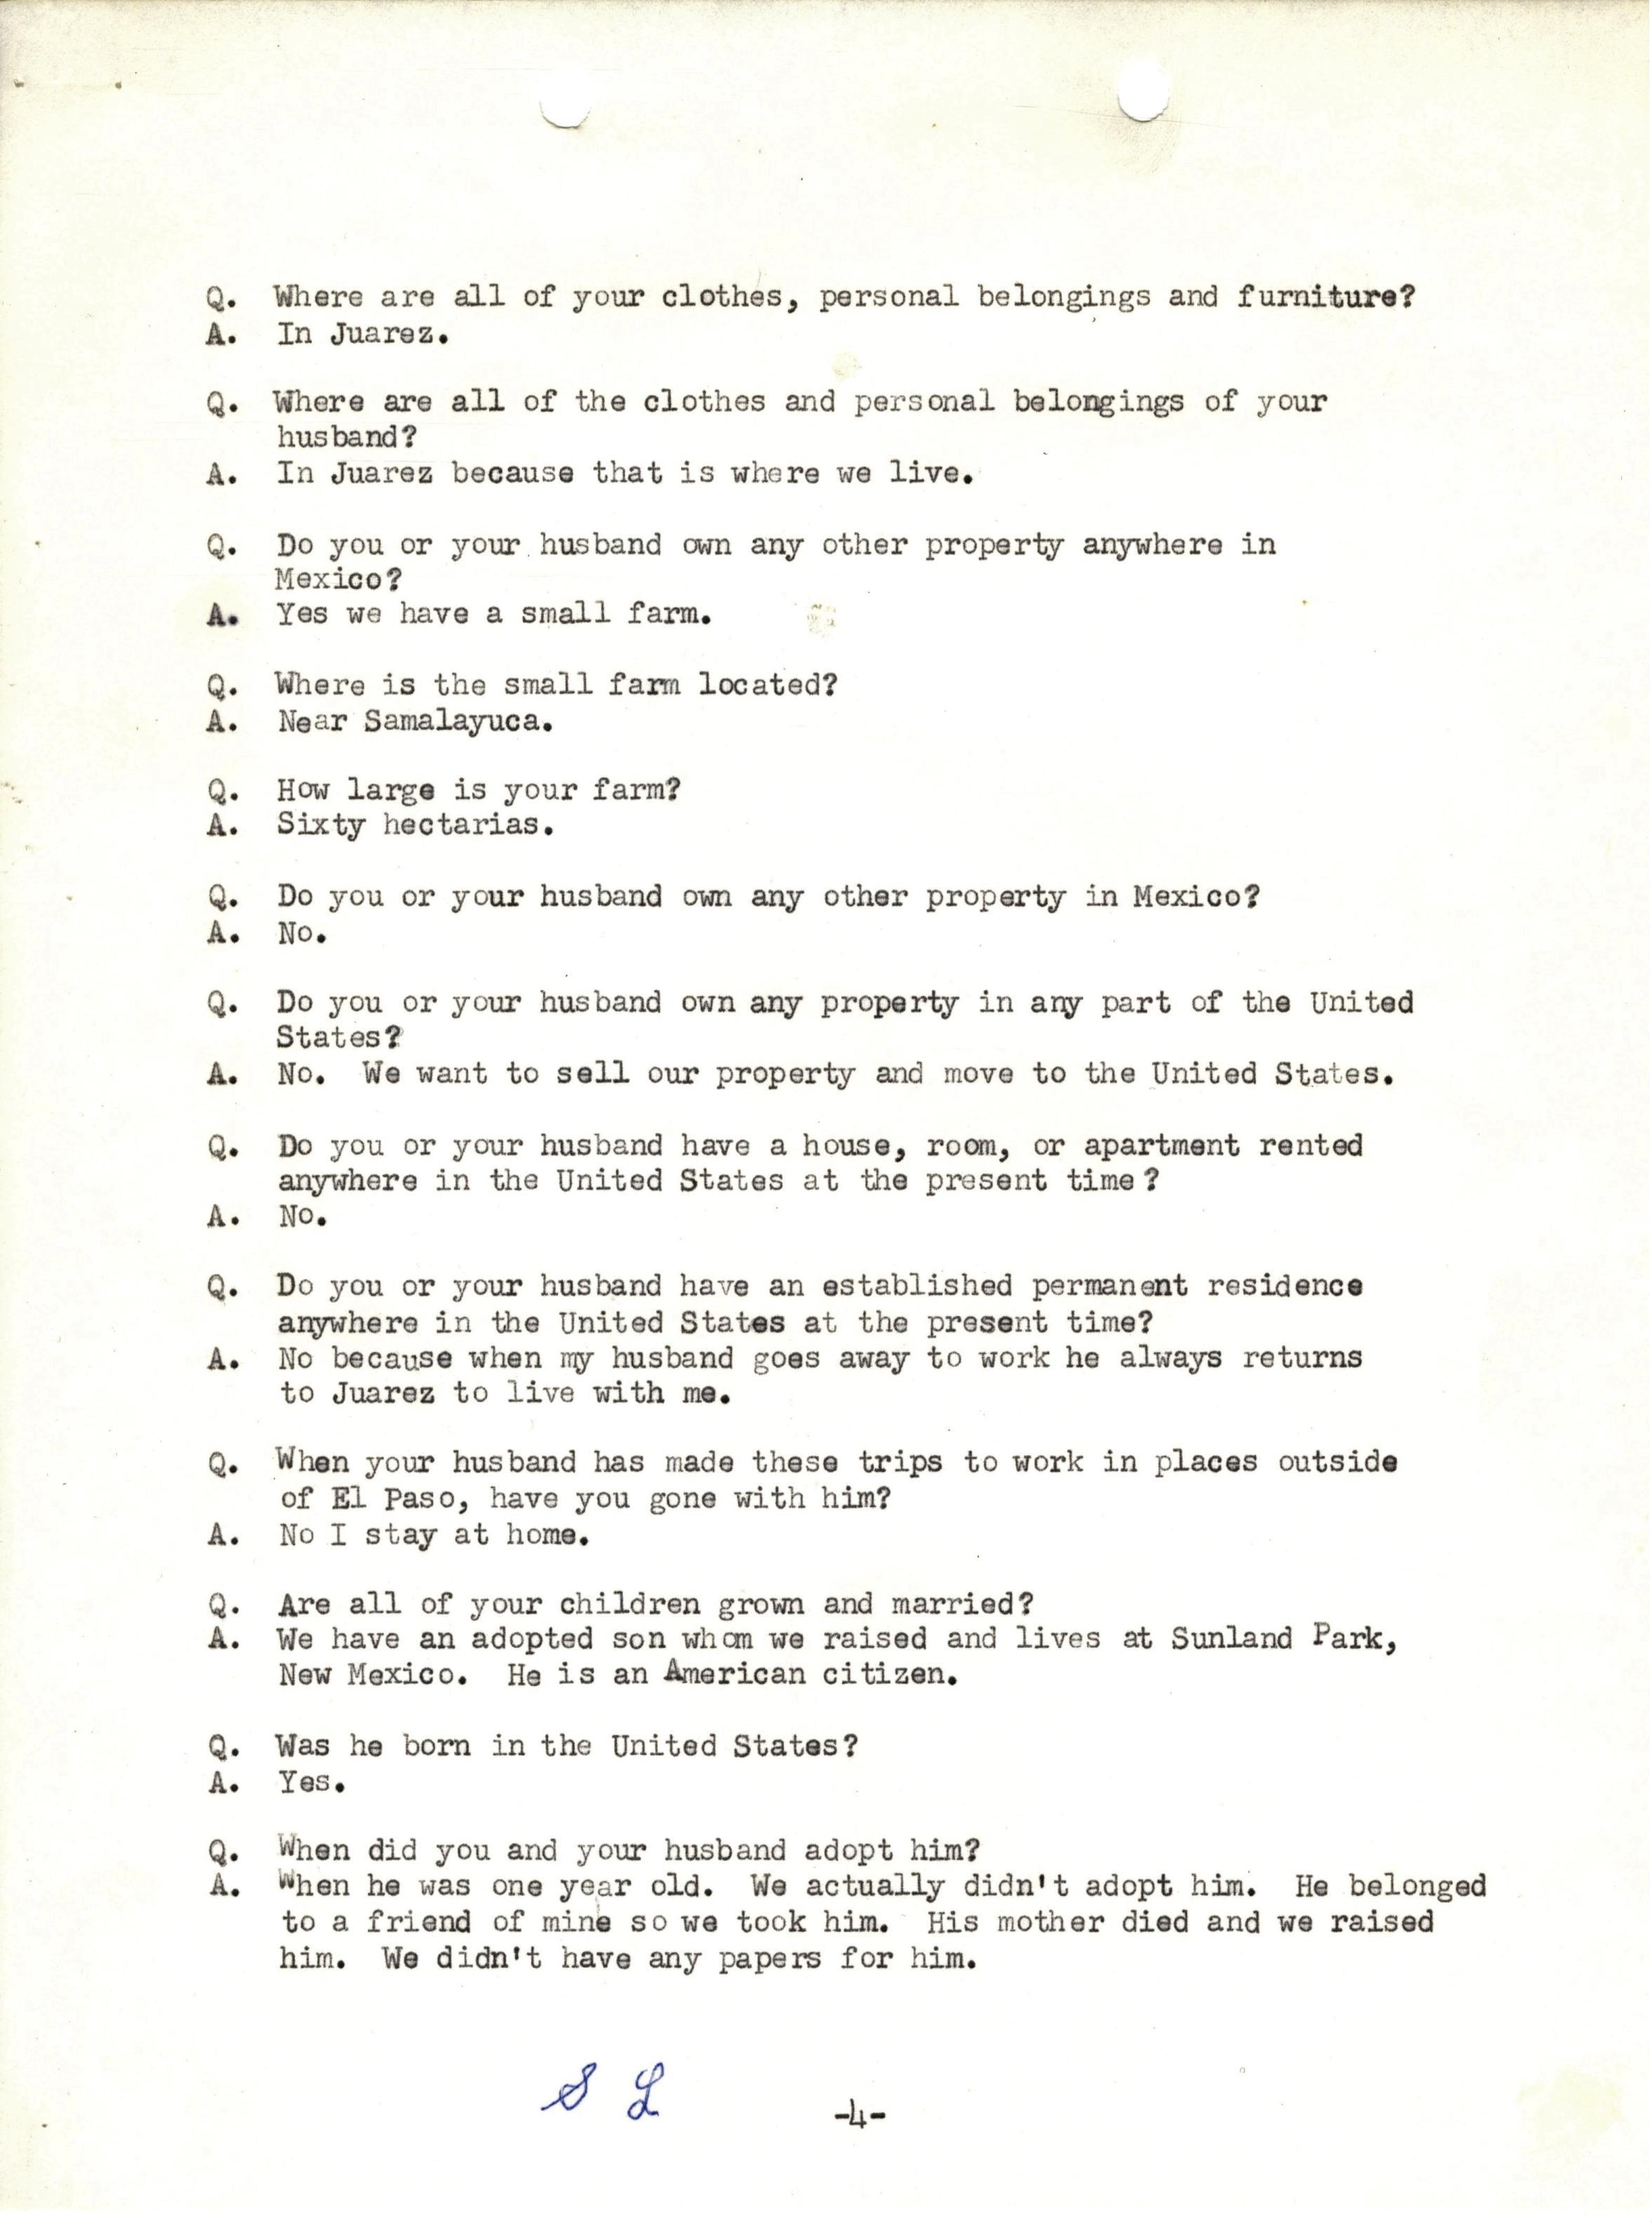 Q. Where are all of your clothes, personal belongings and furniture?
A. In Juarez.
Q. Where are all of the clothes and personal belongings of your
husband?
A. In Juarez because that is where we live.
Q. Do you or your husband own any other property anywhere in
Mexico?
A. Yes we have a small farm.
Q. Where is the small farm located?
A. Near Samalayuca.
Q. How large is your farm?
A. Sixty hectarias.
Q. Do you or your husband own any other property in Mexico?
A. No.
Q. Do you or your husband own any property in any part of the United
States?
A. No. We want to sell our property and move to the United States.
Q. Do you or your husband have a house, room, or apartment rented
anywhere in the United States at the present time?
A. No.
Q. Do you or your husband have an established permanent residence
anywhere in the United States at the present time?
A. No because when my husband goes away to work he always returns
to Juarez to live with me.
Q. When your husband has made these trips to work in places outside
of El Paso, have you gone with him?
A. No I stay at home.
Q. Are all of your children grown and married?
A. We have an adopted son whom we raised and lives at Sunland Park,
New Mexico. He is an American citizen.
Q. Was he born in the United States?
A. Yes.
Q. When did you and your husband adopt him?
A. When he was one year old. We actually didn't adopt him. He belonged
to a friend of mine so we took him. His mother died and we raised
him. We didn't have any papers for him.
S L
-4-